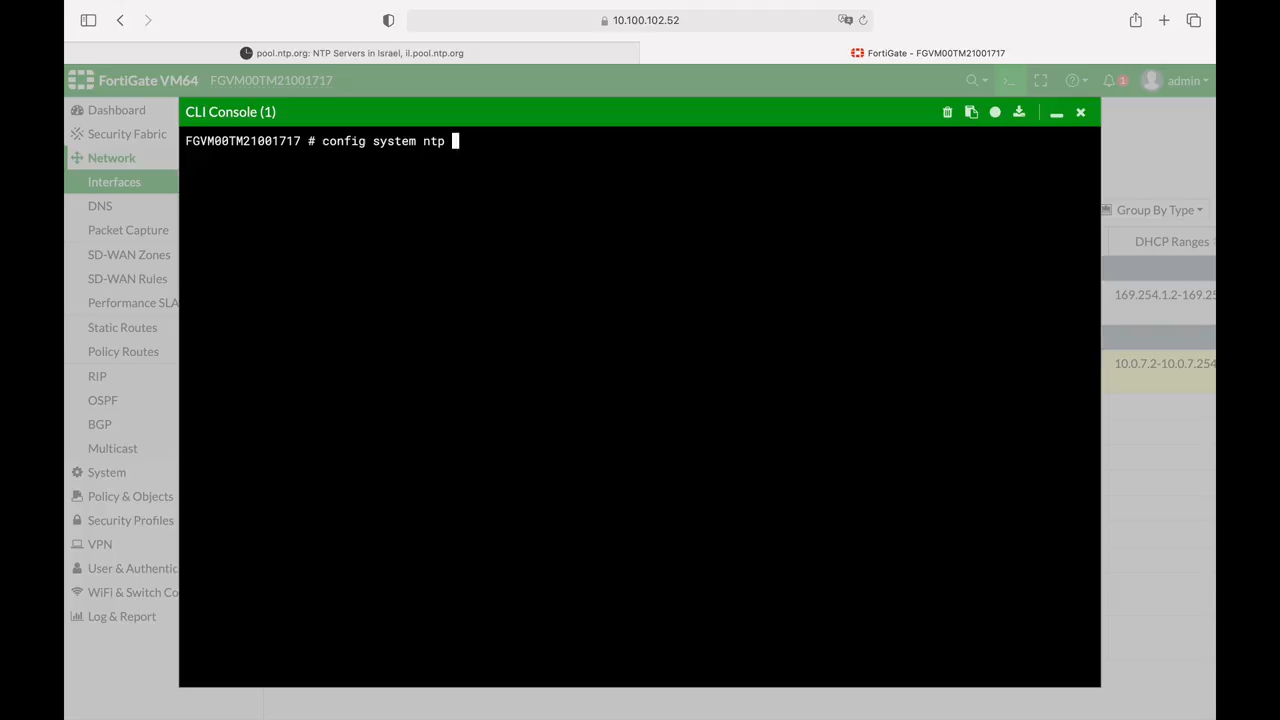 10.100.102.52
pool.ntp.org: NTP Servers in Israel, il.pool.ntp.org
FortiGate - FGVM00TM21001717
FortiGate VM64
FGVM00TM21001717
1
admin
CLI Console (1)
FGVM00TM21001717 # config system ntp
Dashboard
Security Fabric
Network
Interfaces
DNS
Packet Capture
SD-WAN Zones
SD-WAN Rules
Performance SLA
Static Routes
Policy Routes
RIP
OSPF
BGP
Multicast
System
Policy & Objects
Security Profiles
VPN
User & Authentic
WiFi & Switch Co
Log & Report
Group By Type
DHCP Ranges
169.254.1.2-169.25
10.0.7.2-10.0.7.254